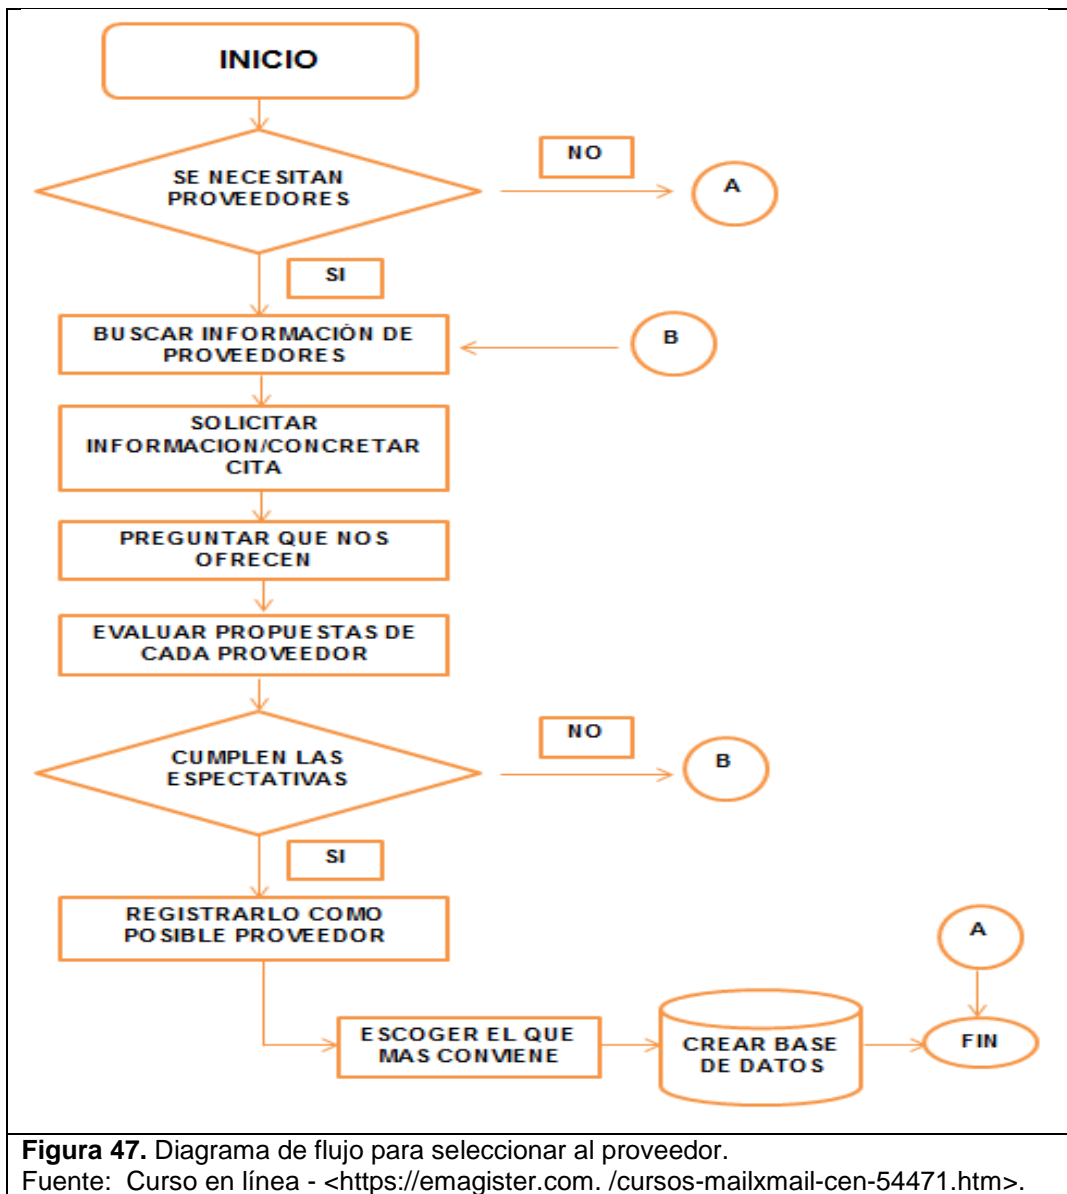 INICIO
SE NECESITAN
PROVEEDORES
NO
A
SI
BUSCAR INFORMACIÓN DE
PROVEEDORES
B
SOLICITAR
INFORMACION/CONCRETAR
CITA
PREGUNTAR QUE NOS
OFRECEN
EVALUAR PROPUESTAS DE
CADA PROVEEDOR
CUMPLEN LAS
ESPECTATIVAS
NO
B
SI
REGISTRARLO COMO
POSIBLE PROVEEDOR
A
ESCOGER EL QUE
MAS CONVIENE
CREAR BASE
DE DATOS
FIN
Figura 47. Diagrama de flujo para seleccionar al proveedor.
Fuente: Curso en línea - <https://emagister.com. /cursos-mailxmail-cen-54471.htm>.